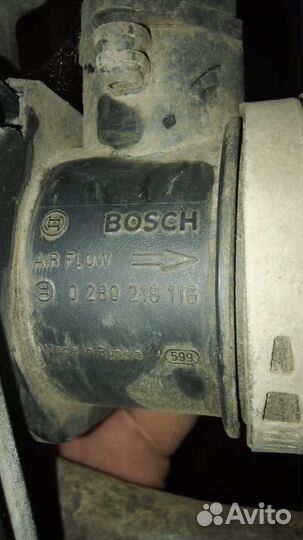 BOSCH
AIR FLOW
0 280 218 116
Made in Russia 599
Avito